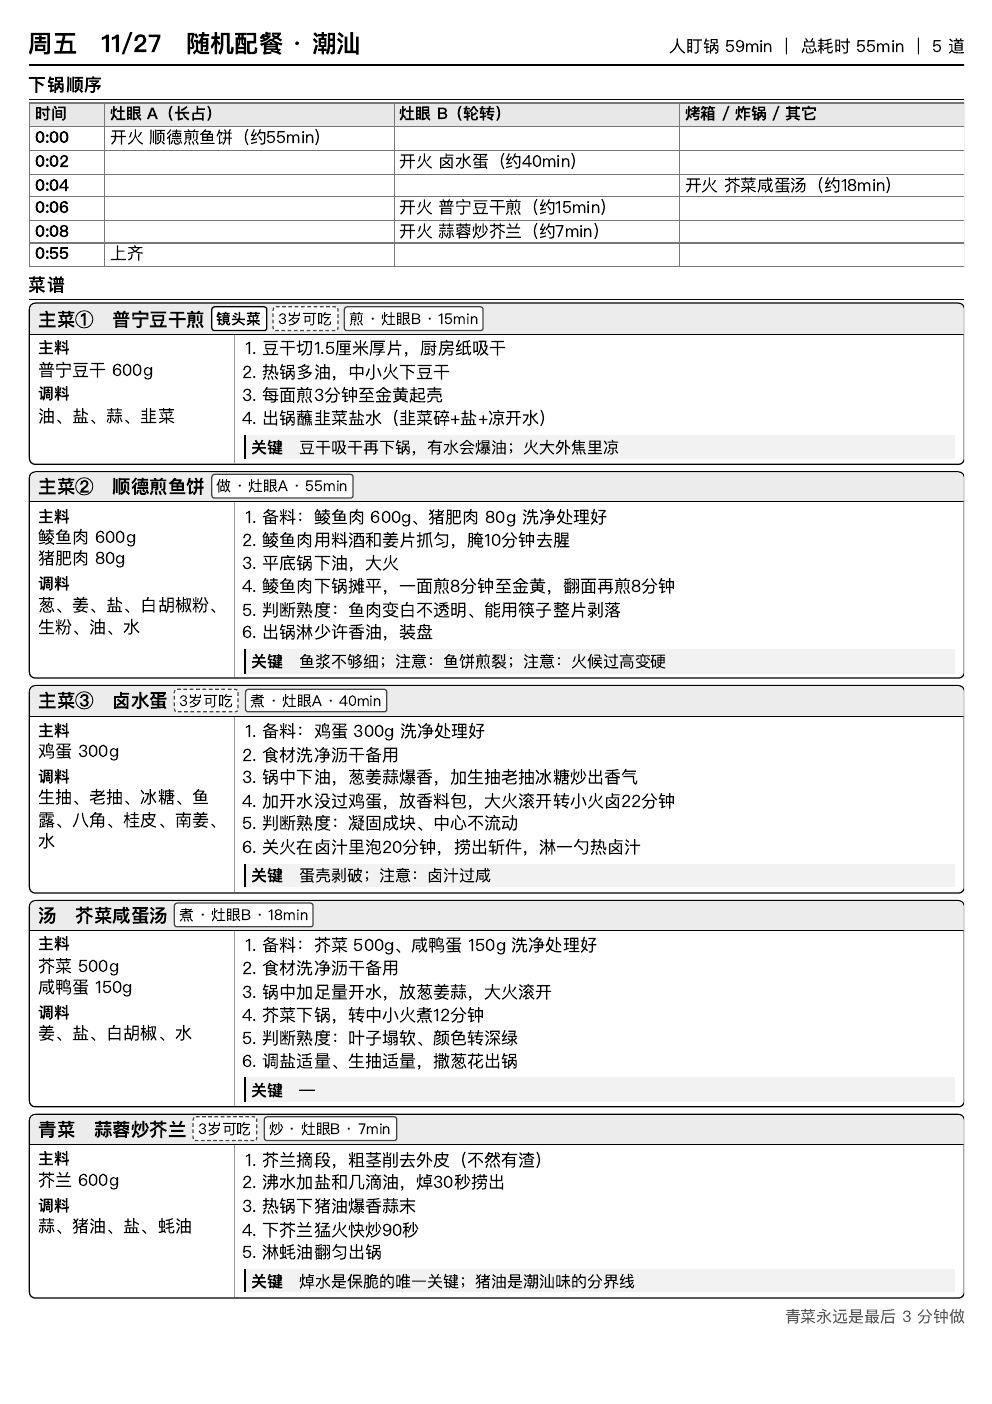 周五 11/27 随机配餐 · 潮汕
人盯锅 59min ｜ 总耗时 55min ｜ 5 道
下锅顺序
时间 灶眼 A（长占） 灶眼 B（轮转） 烤箱 / 炸锅 / 其它
0:00 开火 顺德煎鱼饼（约55min）
0:02 开火 卤水蛋（约40min）
0:04 开火 芥菜咸蛋汤（约18min）
0:06 开火 普宁豆干煎（约15min）
0:08 开火 蒜蓉炒芥兰（约7min）
0:55 上齐
菜谱
主菜① 普宁豆干煎 镜头菜 3岁可吃 煎 · 灶眼B · 15min
主料
普宁豆干 600g
调料
油、盐、蒜、韭菜
1. 豆干切1.5厘米厚片，厨房纸吸干
2. 热锅多油，中小火下豆干
3. 每面煎3分钟至金黄起壳
4. 出锅蘸韭菜盐水（韭菜碎+盐+凉开水）
关键 豆干吸干再下锅，有水会爆油；火大外焦里凉
主菜② 顺德煎鱼饼 做 · 灶眼A · 55min
主料
鲮鱼肉 600g
猪肥肉 80g
调料
葱、姜、盐、白胡椒粉、
生粉、油、水
1. 备料：鲮鱼肉 600g、猪肥肉 80g 洗净处理好
2. 鲮鱼肉用料酒和姜片抓匀，腌10分钟去腥
3. 平底锅下油，大火
4. 鲮鱼肉下锅摊平，一面煎8分钟至金黄，翻面再煎8分钟
5. 判断熟度：鱼肉变白不透明、能用筷子整片剥落
6. 出锅淋少许香油，装盘
关键 鱼浆不够细；注意：鱼饼煎裂；注意：火候过高变硬
主菜③ 卤水蛋 3岁可吃 煮 · 灶眼A · 40min
主料
鸡蛋 300g
调料
生抽、老抽、冰糖、鱼
露、八角、桂皮、南姜、
水
1. 备料：鸡蛋 300g 洗净处理好
2. 食材洗净沥干备用
3. 锅中下油，葱姜蒜爆香，加生抽老抽冰糖炒出香气
4. 加开水没过鸡蛋，放香料包，大火滚开转小火卤22分钟
5. 判断熟度：凝固成块、中心不流动
6. 关火在卤汁里泡20分钟，捞出斩件，淋一勺热卤汁
关键 蛋壳剥破；注意：卤汁过咸
汤 芥菜咸蛋汤 煮 · 灶眼B · 18min
主料
芥菜 500g
咸鸭蛋 150g
调料
姜、盐、白胡椒、水
1. 备料：芥菜 500g、咸鸭蛋 150g 洗净处理好
2. 食材洗净沥干备用
3. 锅中加足量开水，放葱姜蒜，大火滚开
4. 芥菜下锅，转中小火煮12分钟
5. 判断熟度：叶子塌软、颜色转深绿
6. 调盐适量、生抽适量，撒葱花出锅
关键 —
青菜 蒜蓉炒芥兰 3岁可吃 炒 · 灶眼B · 7min
主料
芥兰 600g
调料
蒜、猪油、盐、蚝油
1. 芥兰摘段，粗茎削去外皮（不然有渣）
2. 沸水加盐和几滴油，焯30秒捞出
3. 热锅下猪油爆香蒜末
4. 下芥兰猛火快炒90秒
5. 淋蚝油翻匀出锅
关键 焯水是保脆的唯一关键；猪油是潮汕味的分界线
青菜永远是最后 3 分钟做